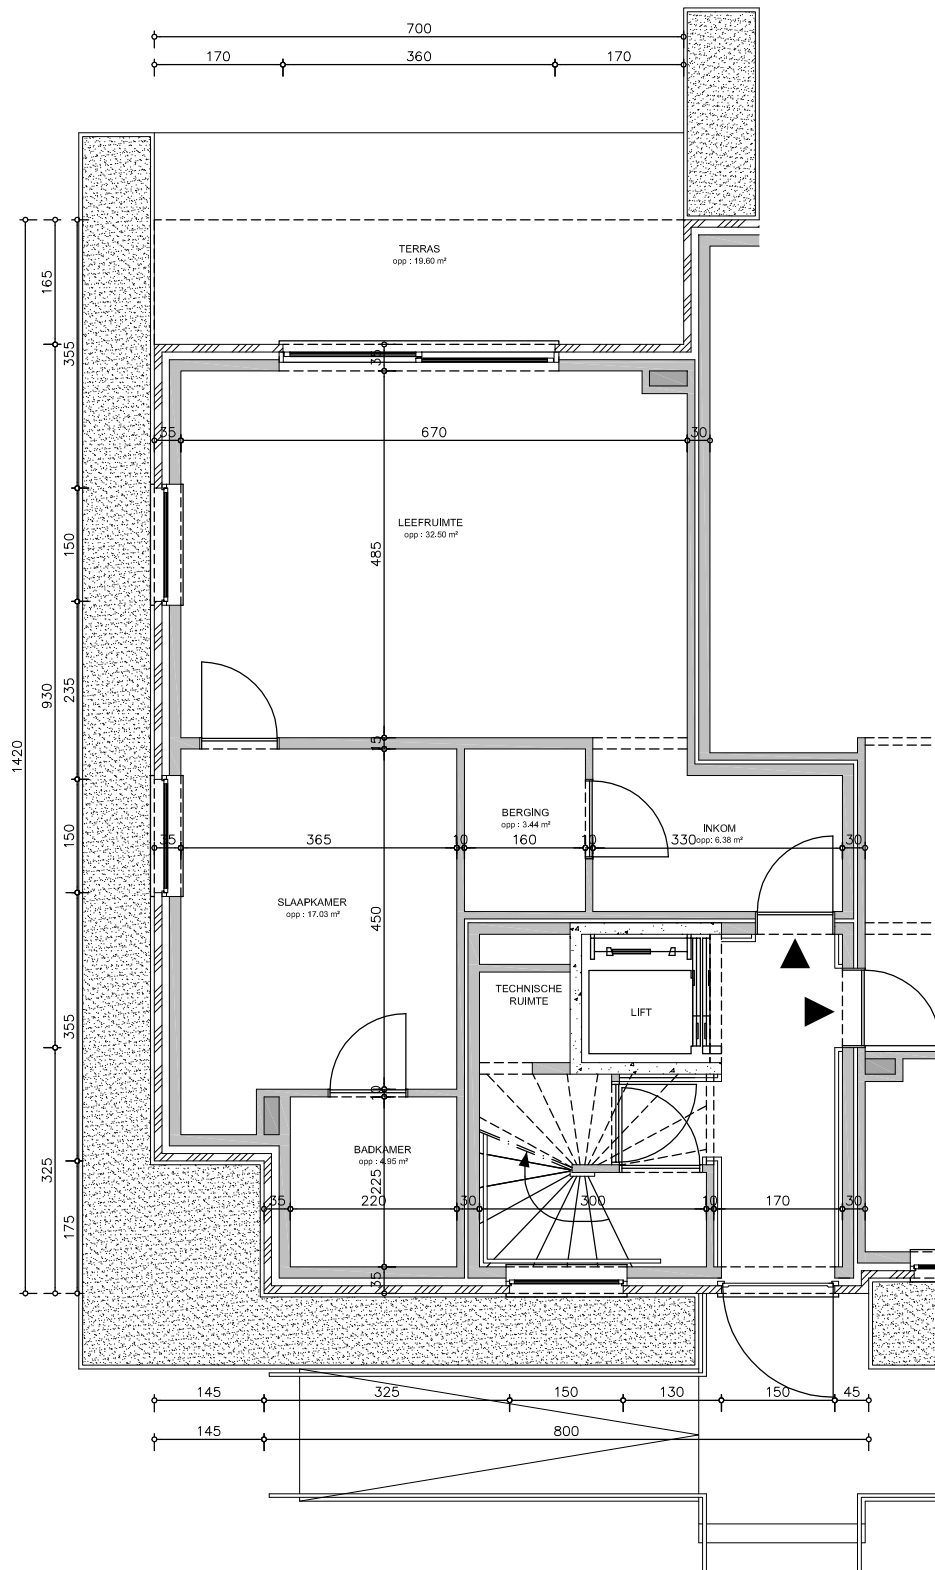 700
170 360 170
TERRAS
opp : 19.60 m²
165
355
35
35 670 30
LEEFRUIMTE
opp : 32.50 m²
485
150
235
930
1420
15
BERGING
opp : 3.44 m²
INKOM
opp: 6.38 m²
35 365 10 160 10 330 30
150
SLAAPKAMER
opp : 17.03 m²
450
TECHNISCHE
RUIMTE
LIFT
355
10
BADKAMER
opp : 4.95 m²
225
325
175
35 220 30 300 10 170 30
35
145 325 150 130 150 45
145 800